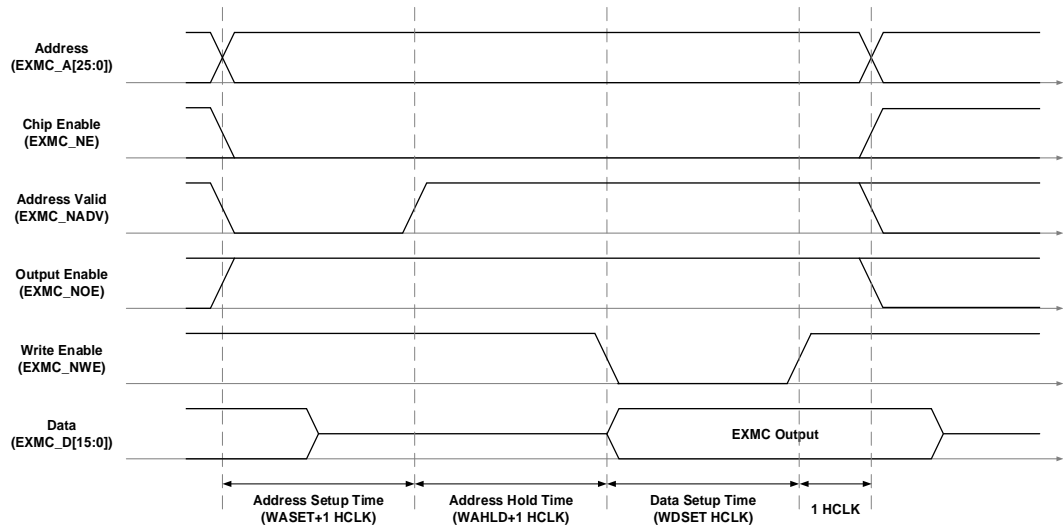 Address
(EXMC_A[25:0])
Chip Enable
(EXMC_NE)
Address Valid
(EXMC_NADV)
Output Enable
(EXMC_NOE)
Write Enable
(EXMC_NWE)
Data
(EXMC_D[15:0])
EXMC Output
Address Setup Time
(WASET+1 HCLK)
Address Hold Time
(WAHLD+1 HCLK)
Data Setup Time
(WDSET HCLK)
1 HCLK